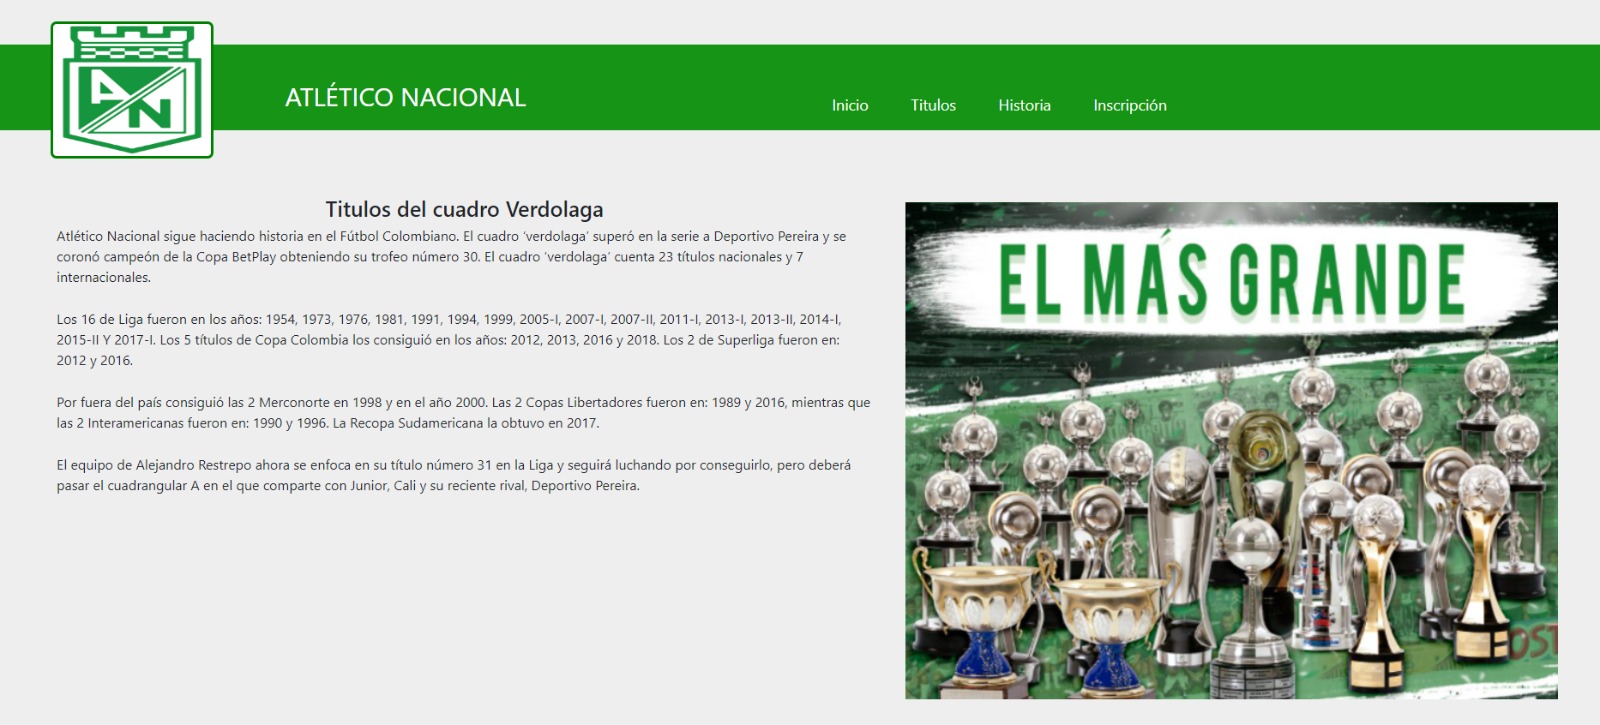 AN
ATLÉTICO NACIONAL
Inicio
Titulos
Historia
Inscripción
Titulos del cuadro Verdolaga
Atlético Nacional sigue haciendo historia en el Fútbol Colombiano. El cuadro ‘verdolaga’ superó en la serie a Deportivo Pereira y se
coronó campeón de la Copa BetPlay obteniendo su trofeo número 30. El cuadro ‘verdolaga’ cuenta 23 títulos nacionales y 7
internacionales.
Los 16 de Liga fueron en los años: 1954, 1973, 1976, 1981, 1991, 1994, 1999, 2005-I, 2007-I, 2007-II, 2011-I, 2013-I, 2013-II, 2014-I,
2015-II Y 2017-I. Los 5 títulos de Copa Colombia los consiguió en los años: 2012, 2013, 2016 y 2018. Los 2 de Superliga fueron en:
2012 y 2016.
Por fuera del país consiguió las 2 Merconorte en 1998 y en el año 2000. Las 2 Copas Libertadores fueron en: 1989 y 2016, mientras que
las 2 Interamericanas fueron en: 1990 y 1996. La Recopa Sudamericana la obtuvo en 2017.
El equipo de Alejandro Restrepo ahora se enfoca en su título número 31 en la Liga y seguirá luchando por conseguirlo, pero deberá
pasar el cuadrangular A en el que comparte con Junior, Cali y su reciente rival, Deportivo Pereira.
EL MÁS GRANDE